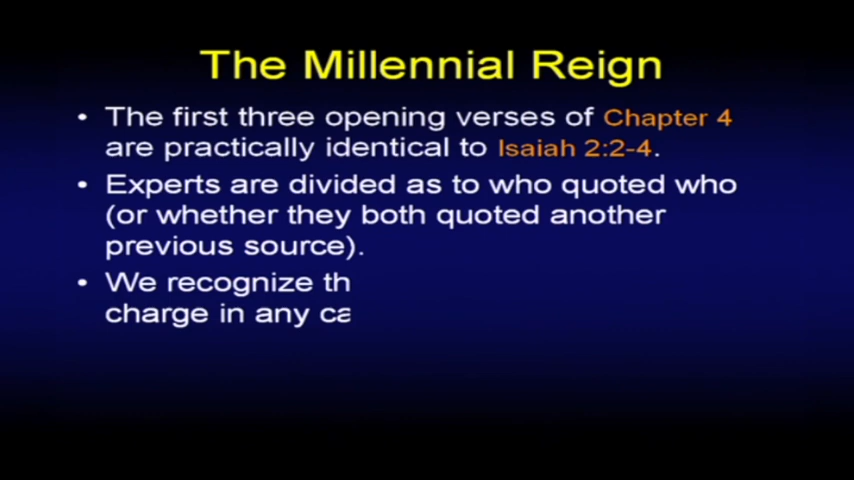 The Millennial Reign
• The first three opening verses of Chapter 4
are practically identical to Isaiah 2:2-4.
• Experts are divided as to who quoted who
(or whether they both quoted another
previous source).
• We recognize th
charge in any ca